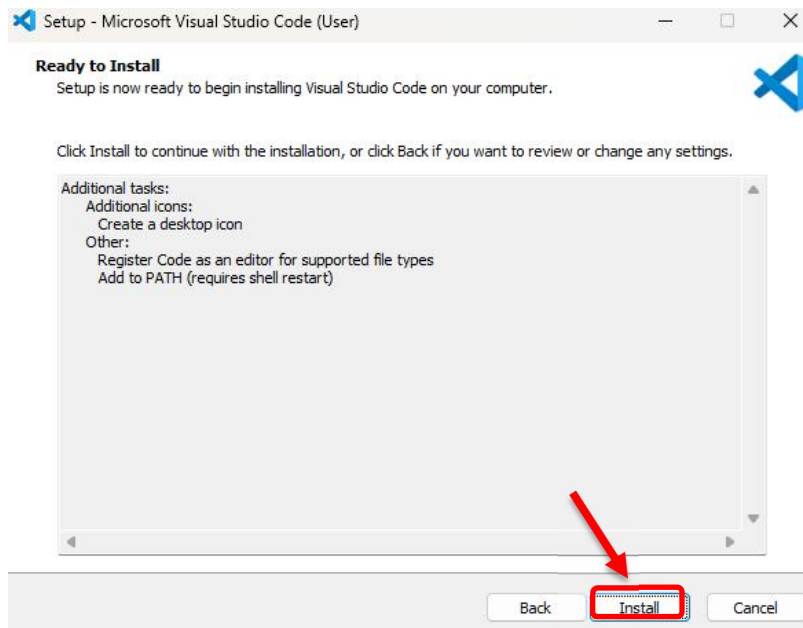 Setup - Microsoft Visual Studio Code (User)
Ready to Install
Setup is now ready to begin installing Visual Studio Code on your computer.
Click Install to continue with the installation, or click Back if you want to review or change any settings.
Additional tasks:
Additional icons:
Create a desktop icon
Other:
Register Code as an editor for supported file types
Add to PATH (requires shell restart)
Back Install Cancel